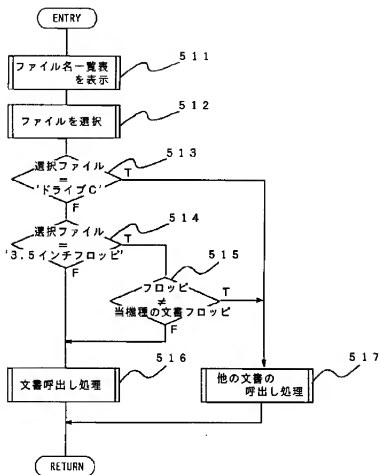 ENTRY
ファイル名一覧表
を表示
511
ファイルを選択
512
選択ファイル
=
'ドライブC'
513
T
F
選択ファイル
=
'3.5インチフロッピ'
514
T
F
フロッピ
≠
当機種の文書フロッピ
515
T
F
文書呼出し処理
516
他の文書の
呼出し処理
517
RETURN